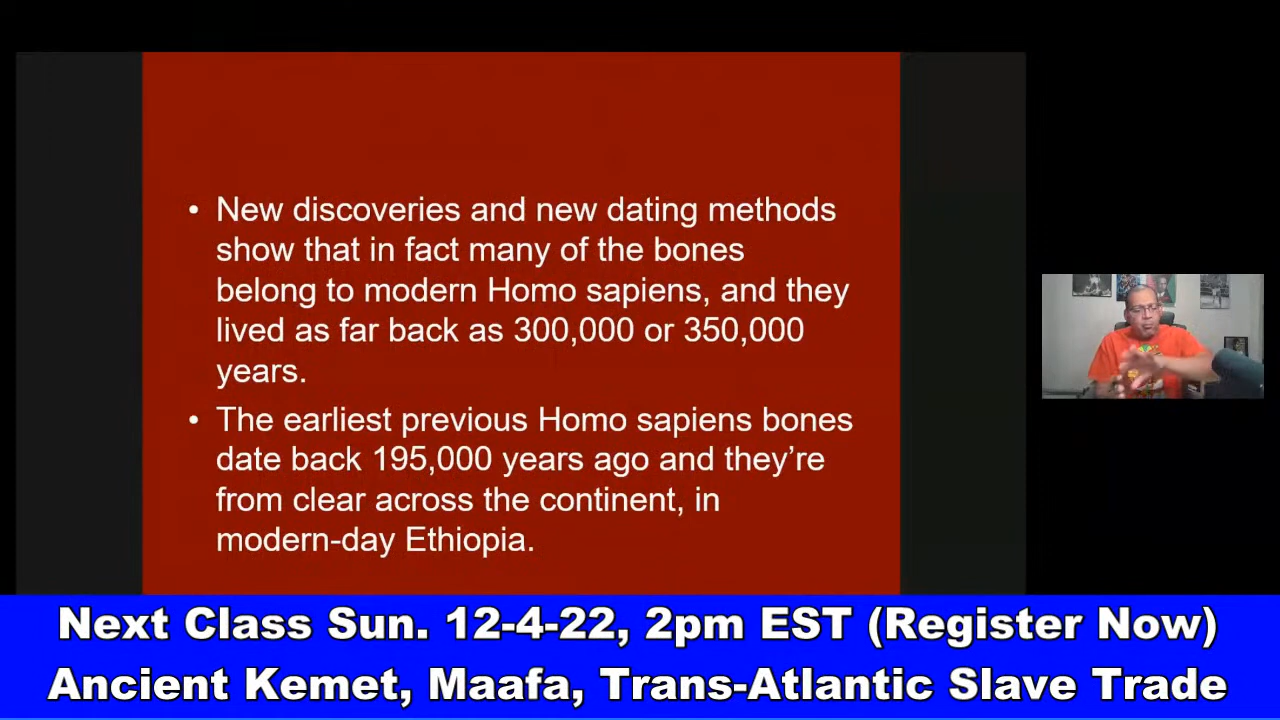 • New discoveries and new dating methods
show that in fact many of the bones
belong to modern Homo sapiens, and they
lived as far back as 300,000 or 350,000
years.
• The earliest previous Homo sapiens bones
date back 195,000 years ago and they’re
from clear across the continent, in
modern-day Ethiopia.
Next Class Sun. 12-4-22, 2pm EST (Register Now)
Ancient Kemet, Maafa, Trans-Atlantic Slave Trade